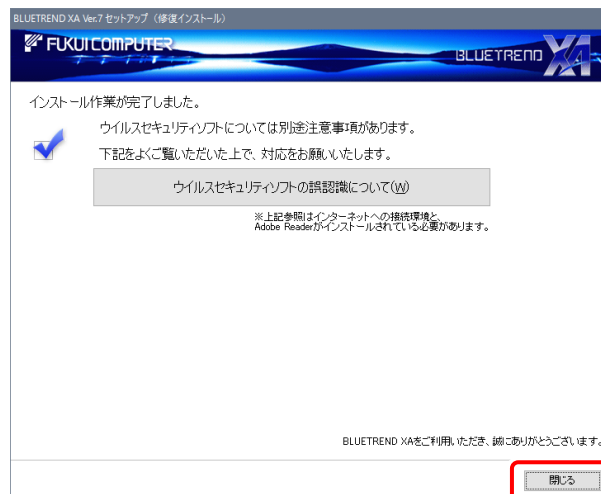 BLUETREND XA Ver.7 セットアップ（修復インストール）
FUKUI COMPUTER
BLUETREND XA
インストール作業が完了しました。
ウイルスセキュリティソフトについては別途注意事項があります。
下記をよくご覧いただいた上で、対応をお願いいたします。
ウイルスセキュリティソフトの誤認識について(W)
※上記参照はインターネットへの接続環境と、
Adobe Readerがインストールされている必要があります。
BLUETREND XAをご利用いただき、誠にありがとうございます。
閉じる